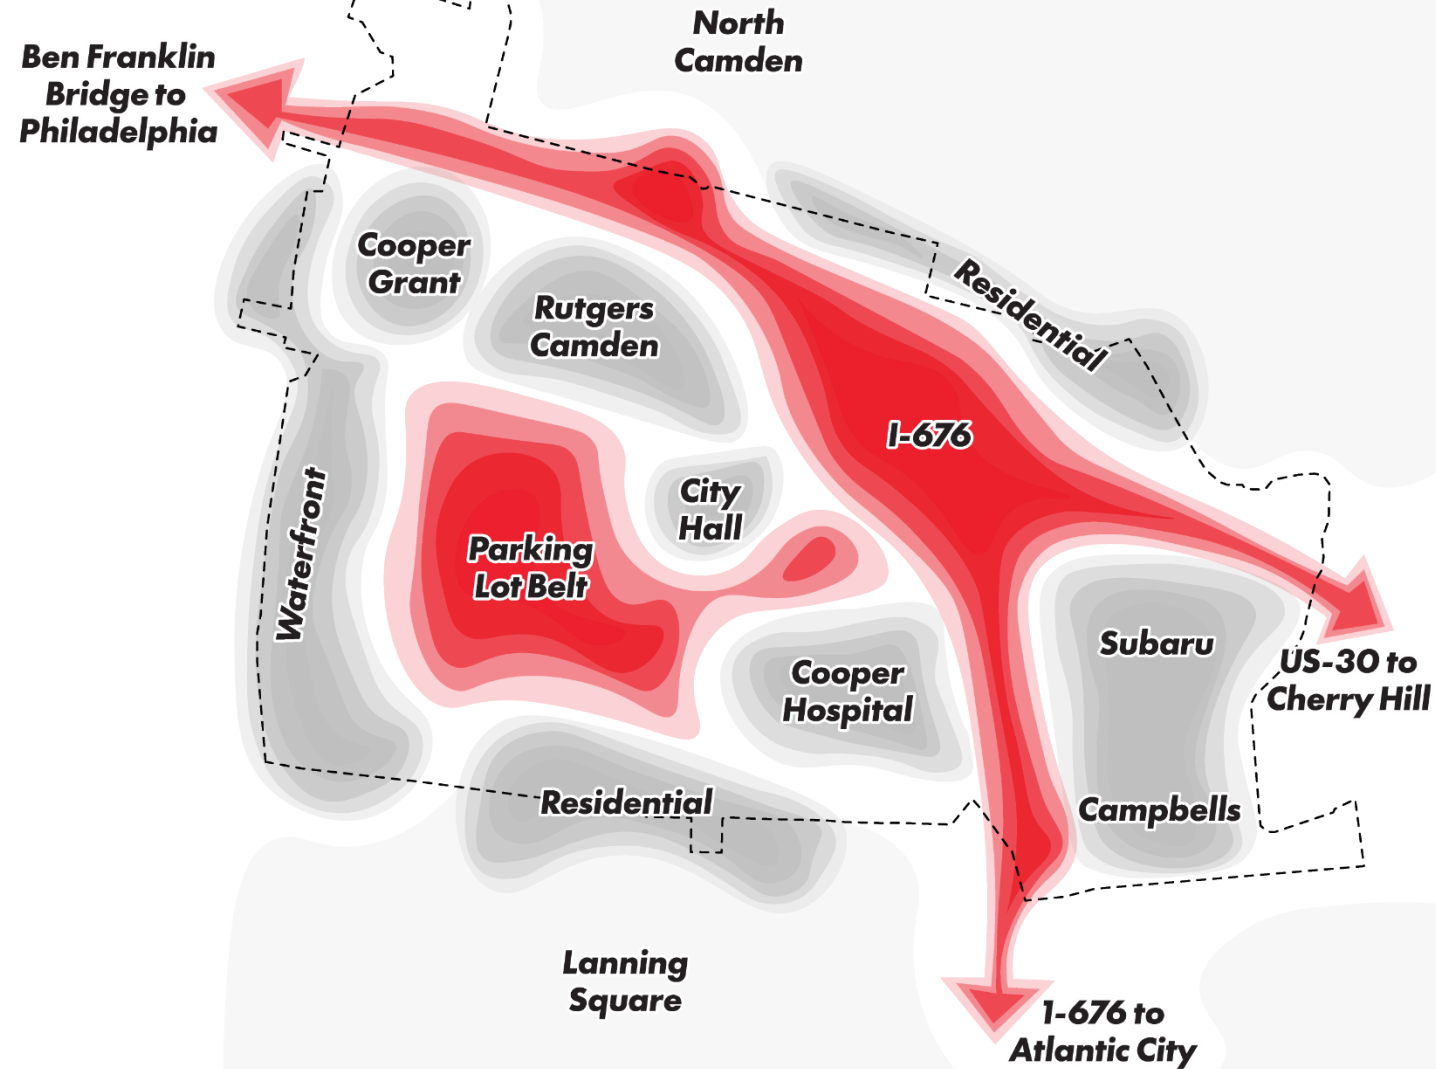 North
Camden
Ben Franklin
Bridge to
Philadelphia
Cooper
Grant
Rutgers
Camden
Residential
I-676
City
Hall
Waterfront
Parking
Lot Belt
Subaru
Cooper
Hospital
US-30 to
Cherry Hill
Residential
Campbells
Lanning
Square
1-676 to
Atlantic City